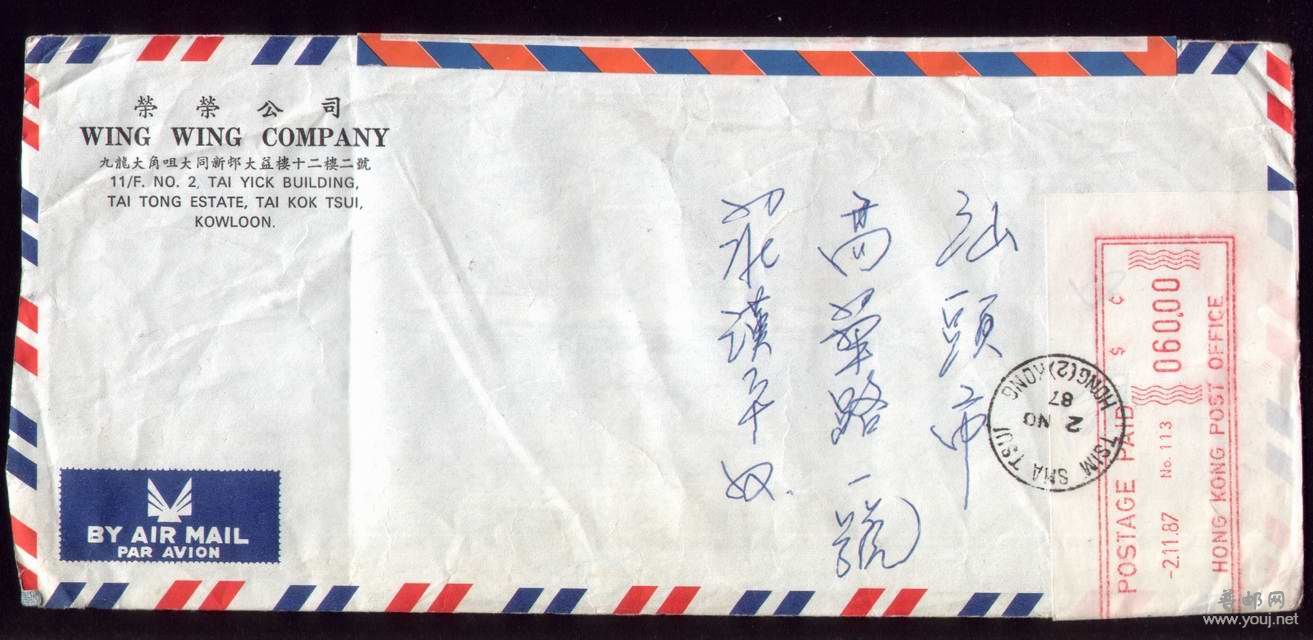 榮榮公司
WING WING COMPANY
九龍大角咀大同新邨大益樓十二樓二號
11/F. NO. 2, TAI YICK BUILDING,
TAI TONG ESTATE, TAI KOK TSUI,
KOWLOON.
汕頭市
高華路一號
莊漢平收
BY AIR MAIL
PAR AVION
TSIM SHA TSUI
HONG (2) KONG
2 NO
87
POSTAGE PAID $ ¢
-2.11.87 No. 113 060.00
HONG KONG POST OFFICE
普邮网
www.youj.net